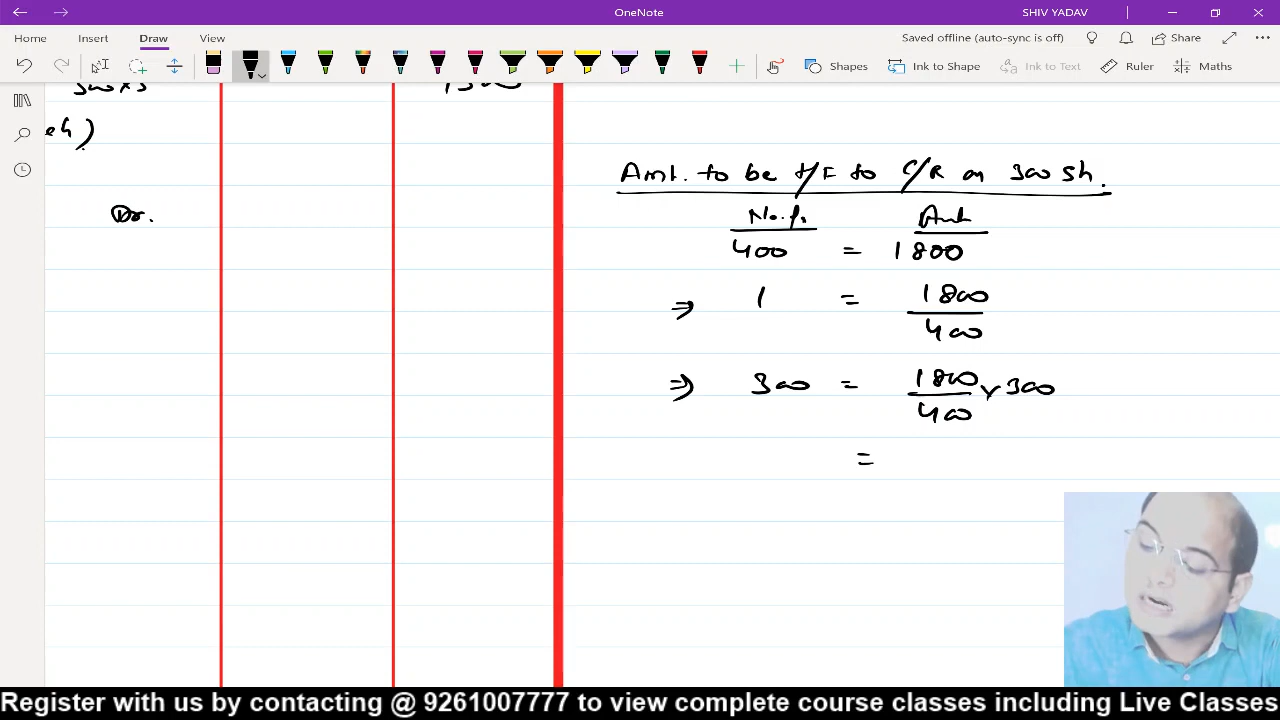 OneNote
SHIV YADAV
Home Insert Draw View
Saved offline (auto-sync is off)
Share
Shapes
Ink to Shape
Ink to Text
Ruler
Maths
300x5
1500
Dr.
Amt. to be t/F to C/R on 300 sh.
No. of. Amt
400 = 1800
⇒ 1 = 1800/400
⇒ 300 = 1800/400 x 300
=
Register with us by contacting @ 9261007777 to view complete course classes including Live Classes